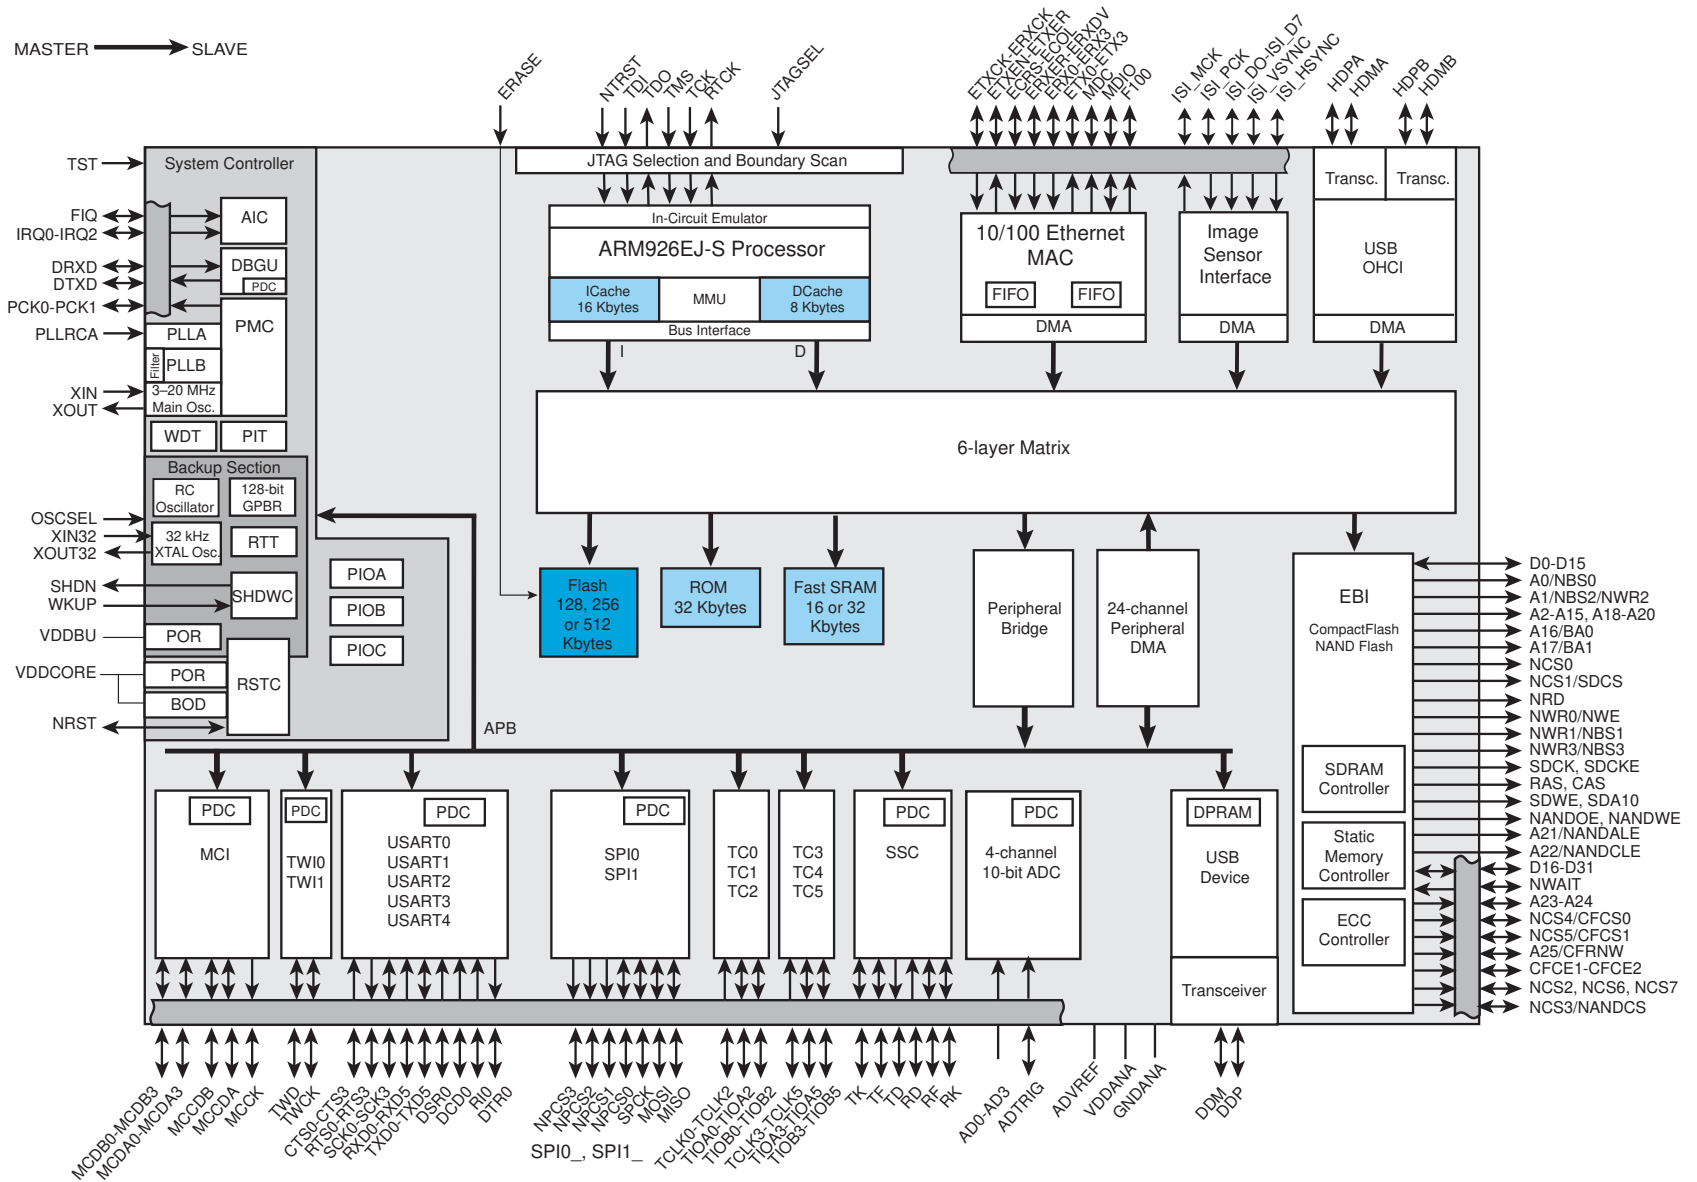 MASTER
SLAVE
ERASE
NTRST
TDI
TDO
TMS
TCK
RTCK
JTAGSEL
ETXCK-ERXCK
ETXEN-ETXER
ECRS-ECOL
ERXER-ERXDV
ERX0-ERX3
ETX0-ETX3
MDC
MDIO
F100
ISI_MCK
ISI_PCK
ISI_DO-ISI_D7
ISI_VSYNC
ISI_HSYNC
HDPA
HDMA
HDPB
HDMB
TST
FIQ
IRQ0-IRQ2
DRXD
DTXD
PCK0-PCK1
PLLRCA
XIN
XOUT
OSCSEL
XIN32
XOUT32
SHDN
WKUP
VDDBU
VDDCORE
NRST
System Controller
AIC
DBGU
PDC
PMC
PLLA
Filter
PLLB
3–20 MHz
Main Osc.
WDT
PIT
Backup Section
RC
Oscillator
128-bit
GPBR
32 kHz
XTAL Osc.
RTT
SHDWC
POR
POR
BOD
RSTC
PIOA
PIOB
PIOC
JTAG Selection and Boundary Scan
In-Circuit Emulator
ARM926EJ-S Processor
ICache
16 Kbytes
MMU
DCache
8 Kbytes
Bus Interface
I
D
10/100 Ethernet
MAC
FIFO
FIFO
DMA
Image
Sensor
Interface
DMA
Transc.
Transc.
USB
OHCI
DMA
6-layer Matrix
Flash
128, 256
or 512
Kbytes
ROM
32 Kbytes
Fast SRAM
16 or 32
Kbytes
Peripheral
Bridge
24-channel
Peripheral
DMA
EBI
CompactFlash
NAND Flash
SDRAM
Controller
Static
Memory
Controller
ECC
Controller
D0-D15
A0/NBS0
A1/NBS2/NWR2
A2-A15, A18-A20
A16/BA0
A17/BA1
NCS0
NCS1/SDCS
NRD
NWR0/NWE
NWR1/NBS1
NWR3/NBS3
SDCK, SDCKE
RAS, CAS
SDWE, SDA10
NANDOE, NANDWE
A21/NANDALE
A22/NANDCLE
D16-D31
NWAIT
A23-A24
NCS4/CFCS0
NCS5/CFCS1
A25/CFRNW
CFCE1-CFCE2
NCS2, NCS6, NCS7
NCS3/NANDCS
APB
PDC
MCI
PDC
TWI0
TWI1
PDC
USART0
USART1
USART2
USART3
USART4
PDC
SPI0
SPI1
TC0
TC1
TC2
TC3
TC4
TC5
PDC
SSC
PDC
4-channel
10-bit ADC
DPRAM
USB
Device
Transceiver
MCDB0-MCDB3
MCDA0-MCDA3
MCCDB
MCCDA
MCCK
TWD
TWCK
CTS0-CTS3
RTS0-RTS3
SCK0-SCK3
RXD0-RXD5
TXD0-TXD5
DSR0
DCD0
RI0
DTR0
NPCS3
NPCS2
NPCS1
NPCS0
SPCK
MOSI
MISO
SPI0_, SPI1_
TCLK0-TCLK2
TIOA0-TIOA2
TIOB0-TIOB2
TCLK3-TCLK5
TIOA3-TIOA5
TIOB3-TIOB5
TK
TF
TD
RD
RF
RK
AD0-AD3
ADTRIG
ADVREF
VDDANA
GNDANA
DDM
DDP